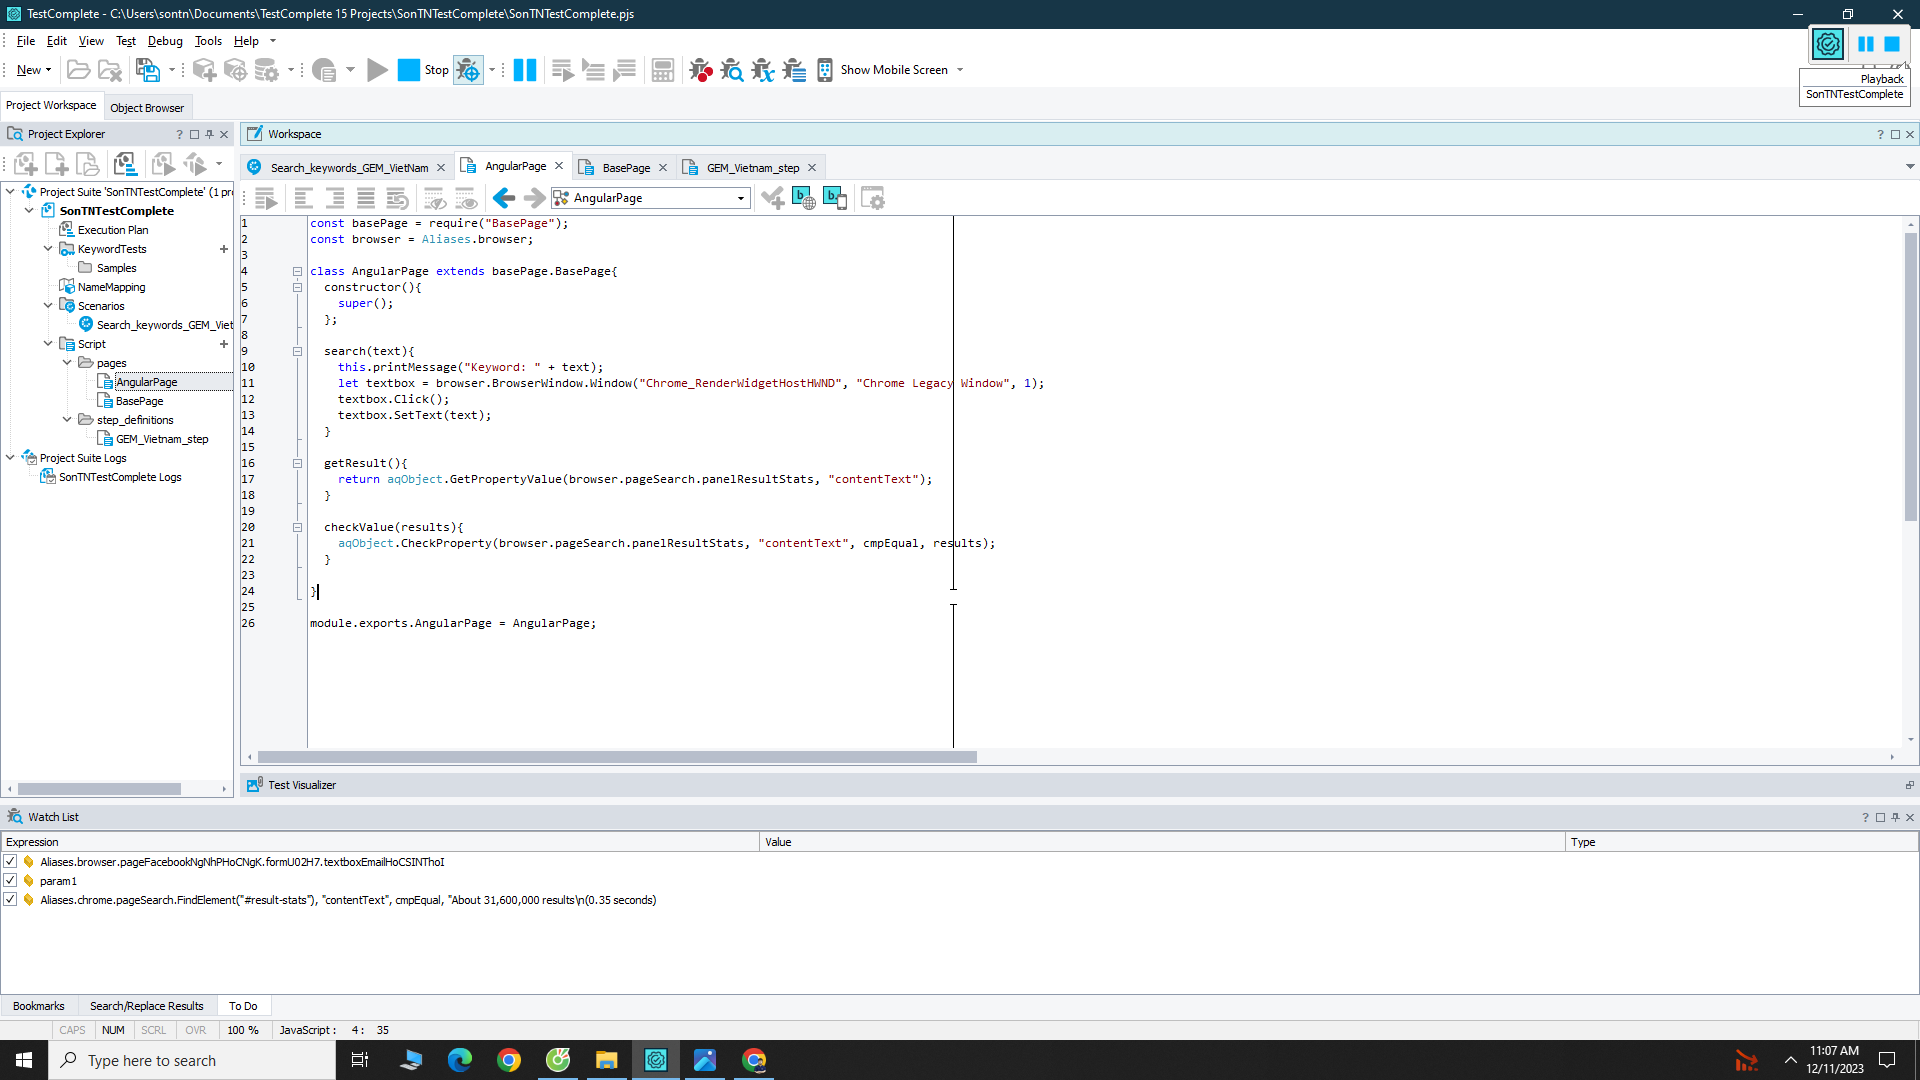 TestComplete - C:\Users\sontn\Documents\TestComplete 15 Projects\SonTNTestComplete\SonTNTestComplete.pjs
File Edit View Test Debug Tools Help
New Stop Show Mobile Screen
Playback
SonTNTestComplete
Project Workspace Object Browser
Project Explorer
Project Suite 'SonTNTestComplete' (1 pr
SonTNTestComplete
Execution Plan
KeywordTests
Samples
NameMapping
Scenarios
Search_keywords_GEM_Viet
Script
pages
AngularPage
BasePage
step_definitions
GEM_Vietnam_step
Project Suite Logs
SonTNTestComplete Logs
Workspace
Search_keywords_GEM_VietNam AngularPage BasePage GEM_Vietnam_step
AngularPage
1 const basePage = require("BasePage");
2 const browser = Aliases.browser;
3
4 class AngularPage extends basePage.BasePage{
5 constructor(){
6 super();
7 };
8
9 search(text){
10 this.printMessage("Keyword: " + text);
11 let textbox = browser.BrowserWindow.Window("Chrome_RenderWidgetHostHWND", "Chrome Legacy Window", 1);
12 textbox.Click();
13 textbox.SetText(text);
14 }
15
16 getResult(){
17 return aqObject.GetPropertyValue(browser.pageSearch.panelResultStats, "contentText");
18 }
19
20 checkValue(results){
21 aqObject.CheckProperty(browser.pageSearch.panelResultStats, "contentText", cmpEqual, results);
22 }
23
24 }
25
26 module.exports.AngularPage = AngularPage;
Test Visualizer
Watch List
Expression Value Type
Aliases.browser.pageFacebookNgNhPHoCNgK.formU02H7.textboxEmailHoCSINThoI
param1
Aliases.chrome.pageSearch.FindElement("#result-stats"), "contentText", cmpEqual, "About 31,600,000 results\n(0.35 seconds)
Bookmarks Search/Replace Results To Do
CAPS NUM SCRL OVR 100 % JavaScript : 4 : 35
Type here to search
11:07 AM
12/11/2023